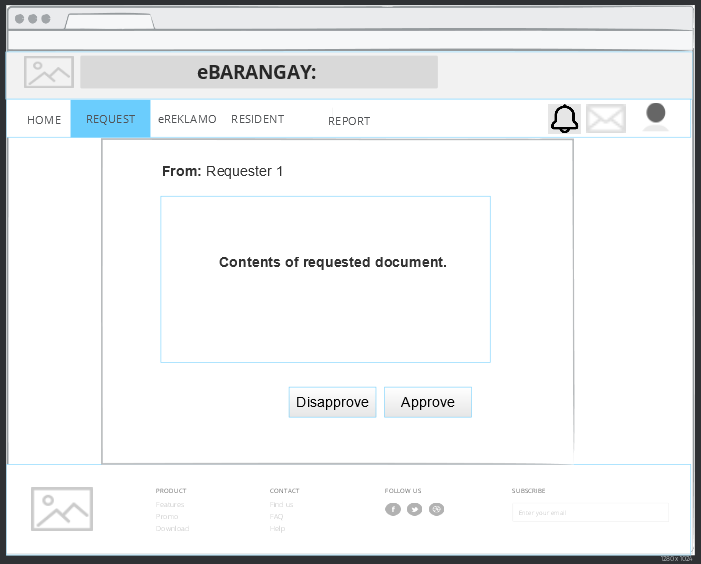 eBARANGAY:
HOME
REQUEST
eREKLAMO
RESIDENT
REPORT
From: Requester 1
Contents of requested document.
Disapprove
Approve
PRODUCT
Features
Promo
Download
CONTACT
Find us
FAQ
Help
FOLLOW US
SUBSCRIBE
Enter your email
1280 x 1024